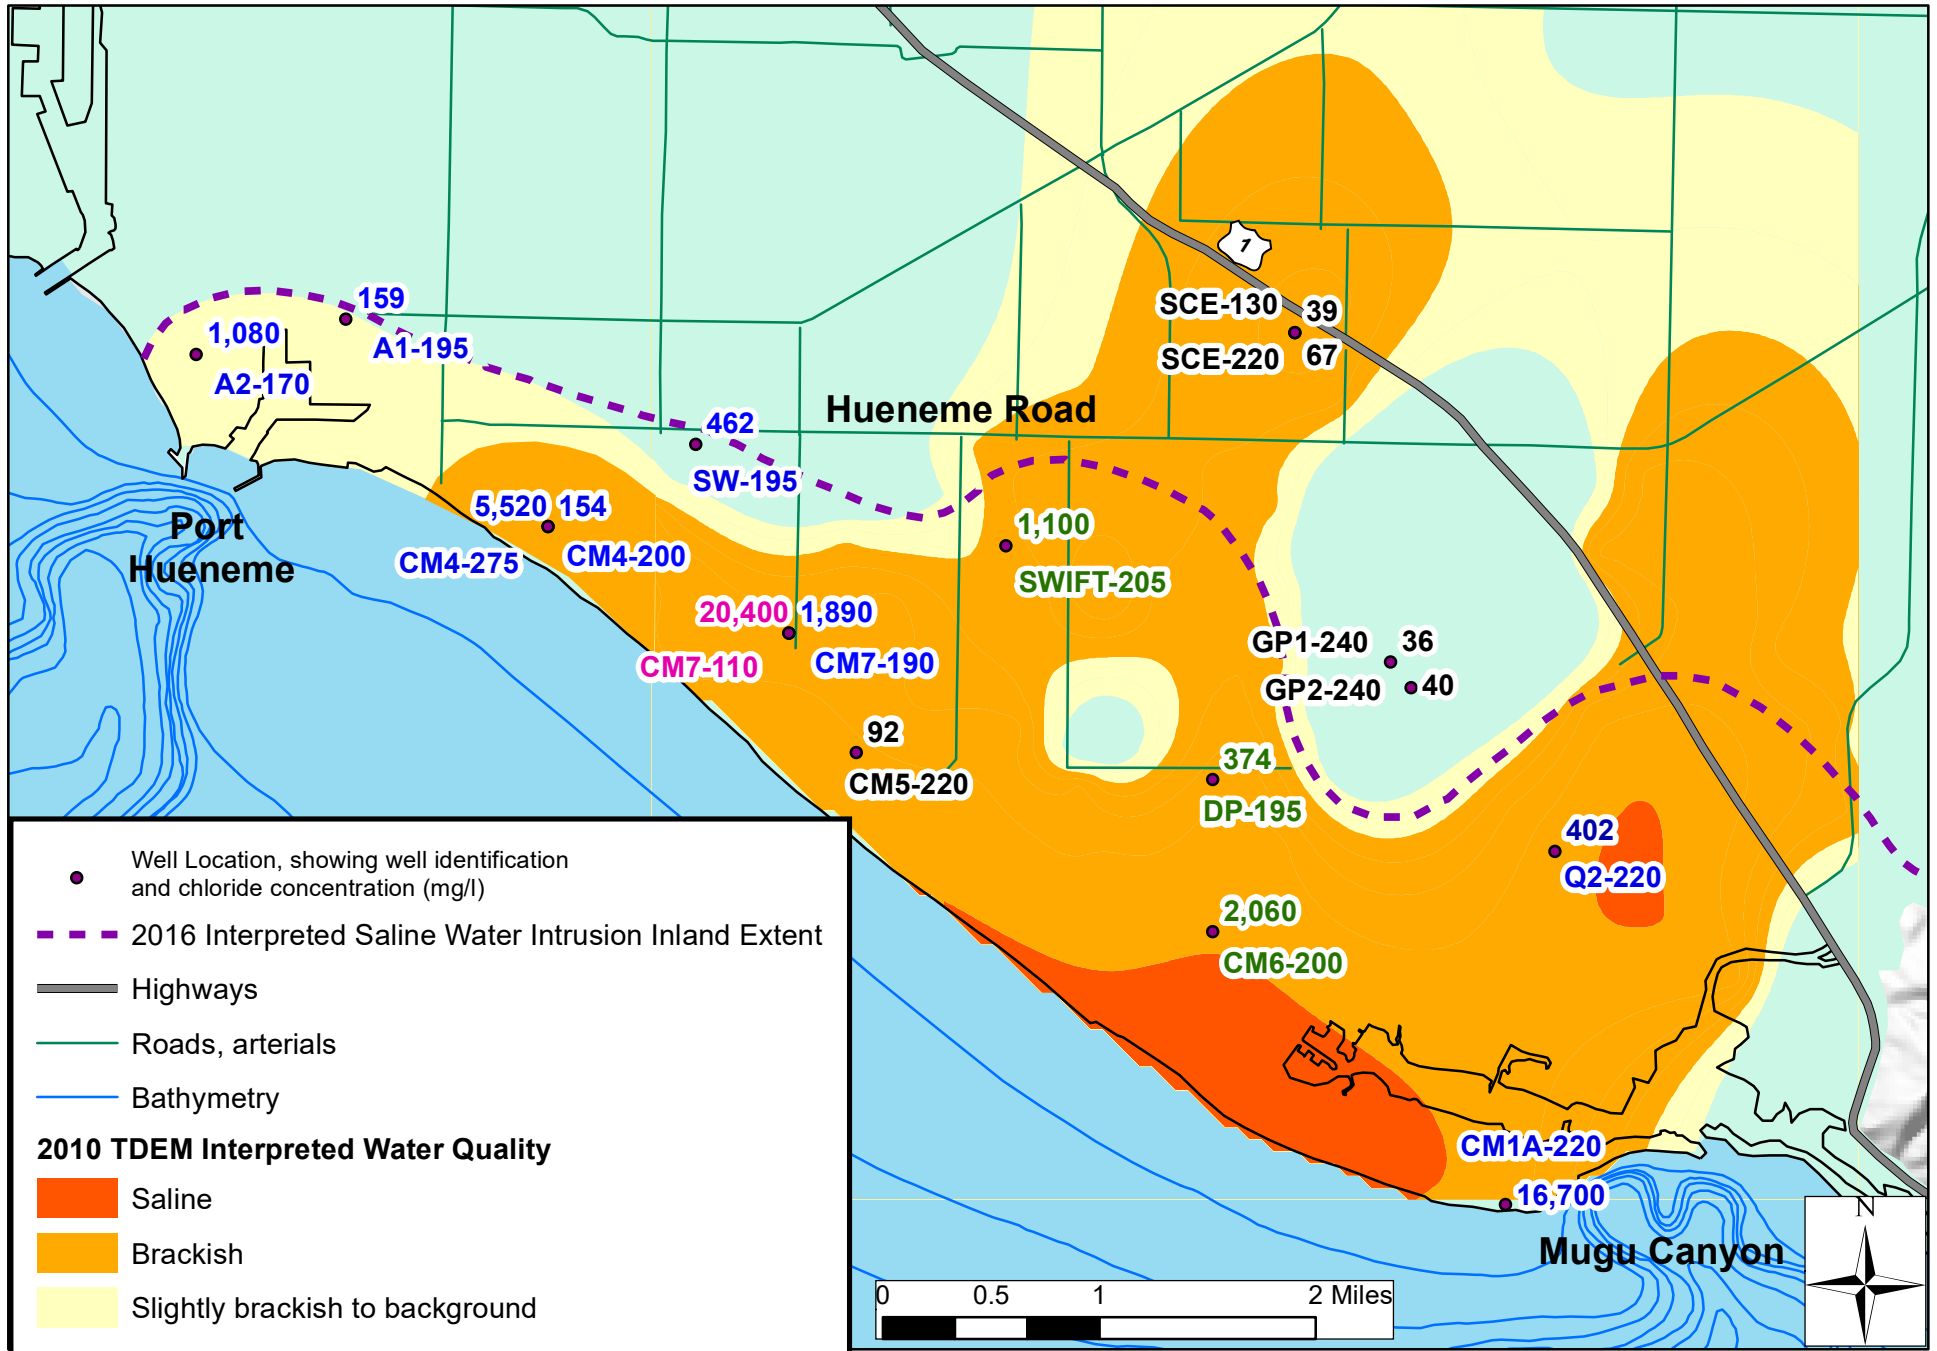 1
159
1,080
A1-195
A2-170
SCE-130 39
SCE-220 67
Hueneme Road
462
SW-195
5,520 154
CM4-275 CM4-200
Port
Hueneme
1,100
SWIFT-205
20,400 1,890
CM7-110 CM7-190
GP1-240 36
GP2-240 40
92
CM5-220
374
DP-195
402
Q2-220
2,060
CM6-200
CM1A-220
16,700
Mugu Canyon
Well Location, showing well identification
and chloride concentration (mg/l)
2016 Interpreted Saline Water Intrusion Inland Extent
Highways
Roads, arterials
Bathymetry
2010 TDEM Interpreted Water Quality
Saline
Brackish
Slightly brackish to background
0 0.5 1 2 Miles
N